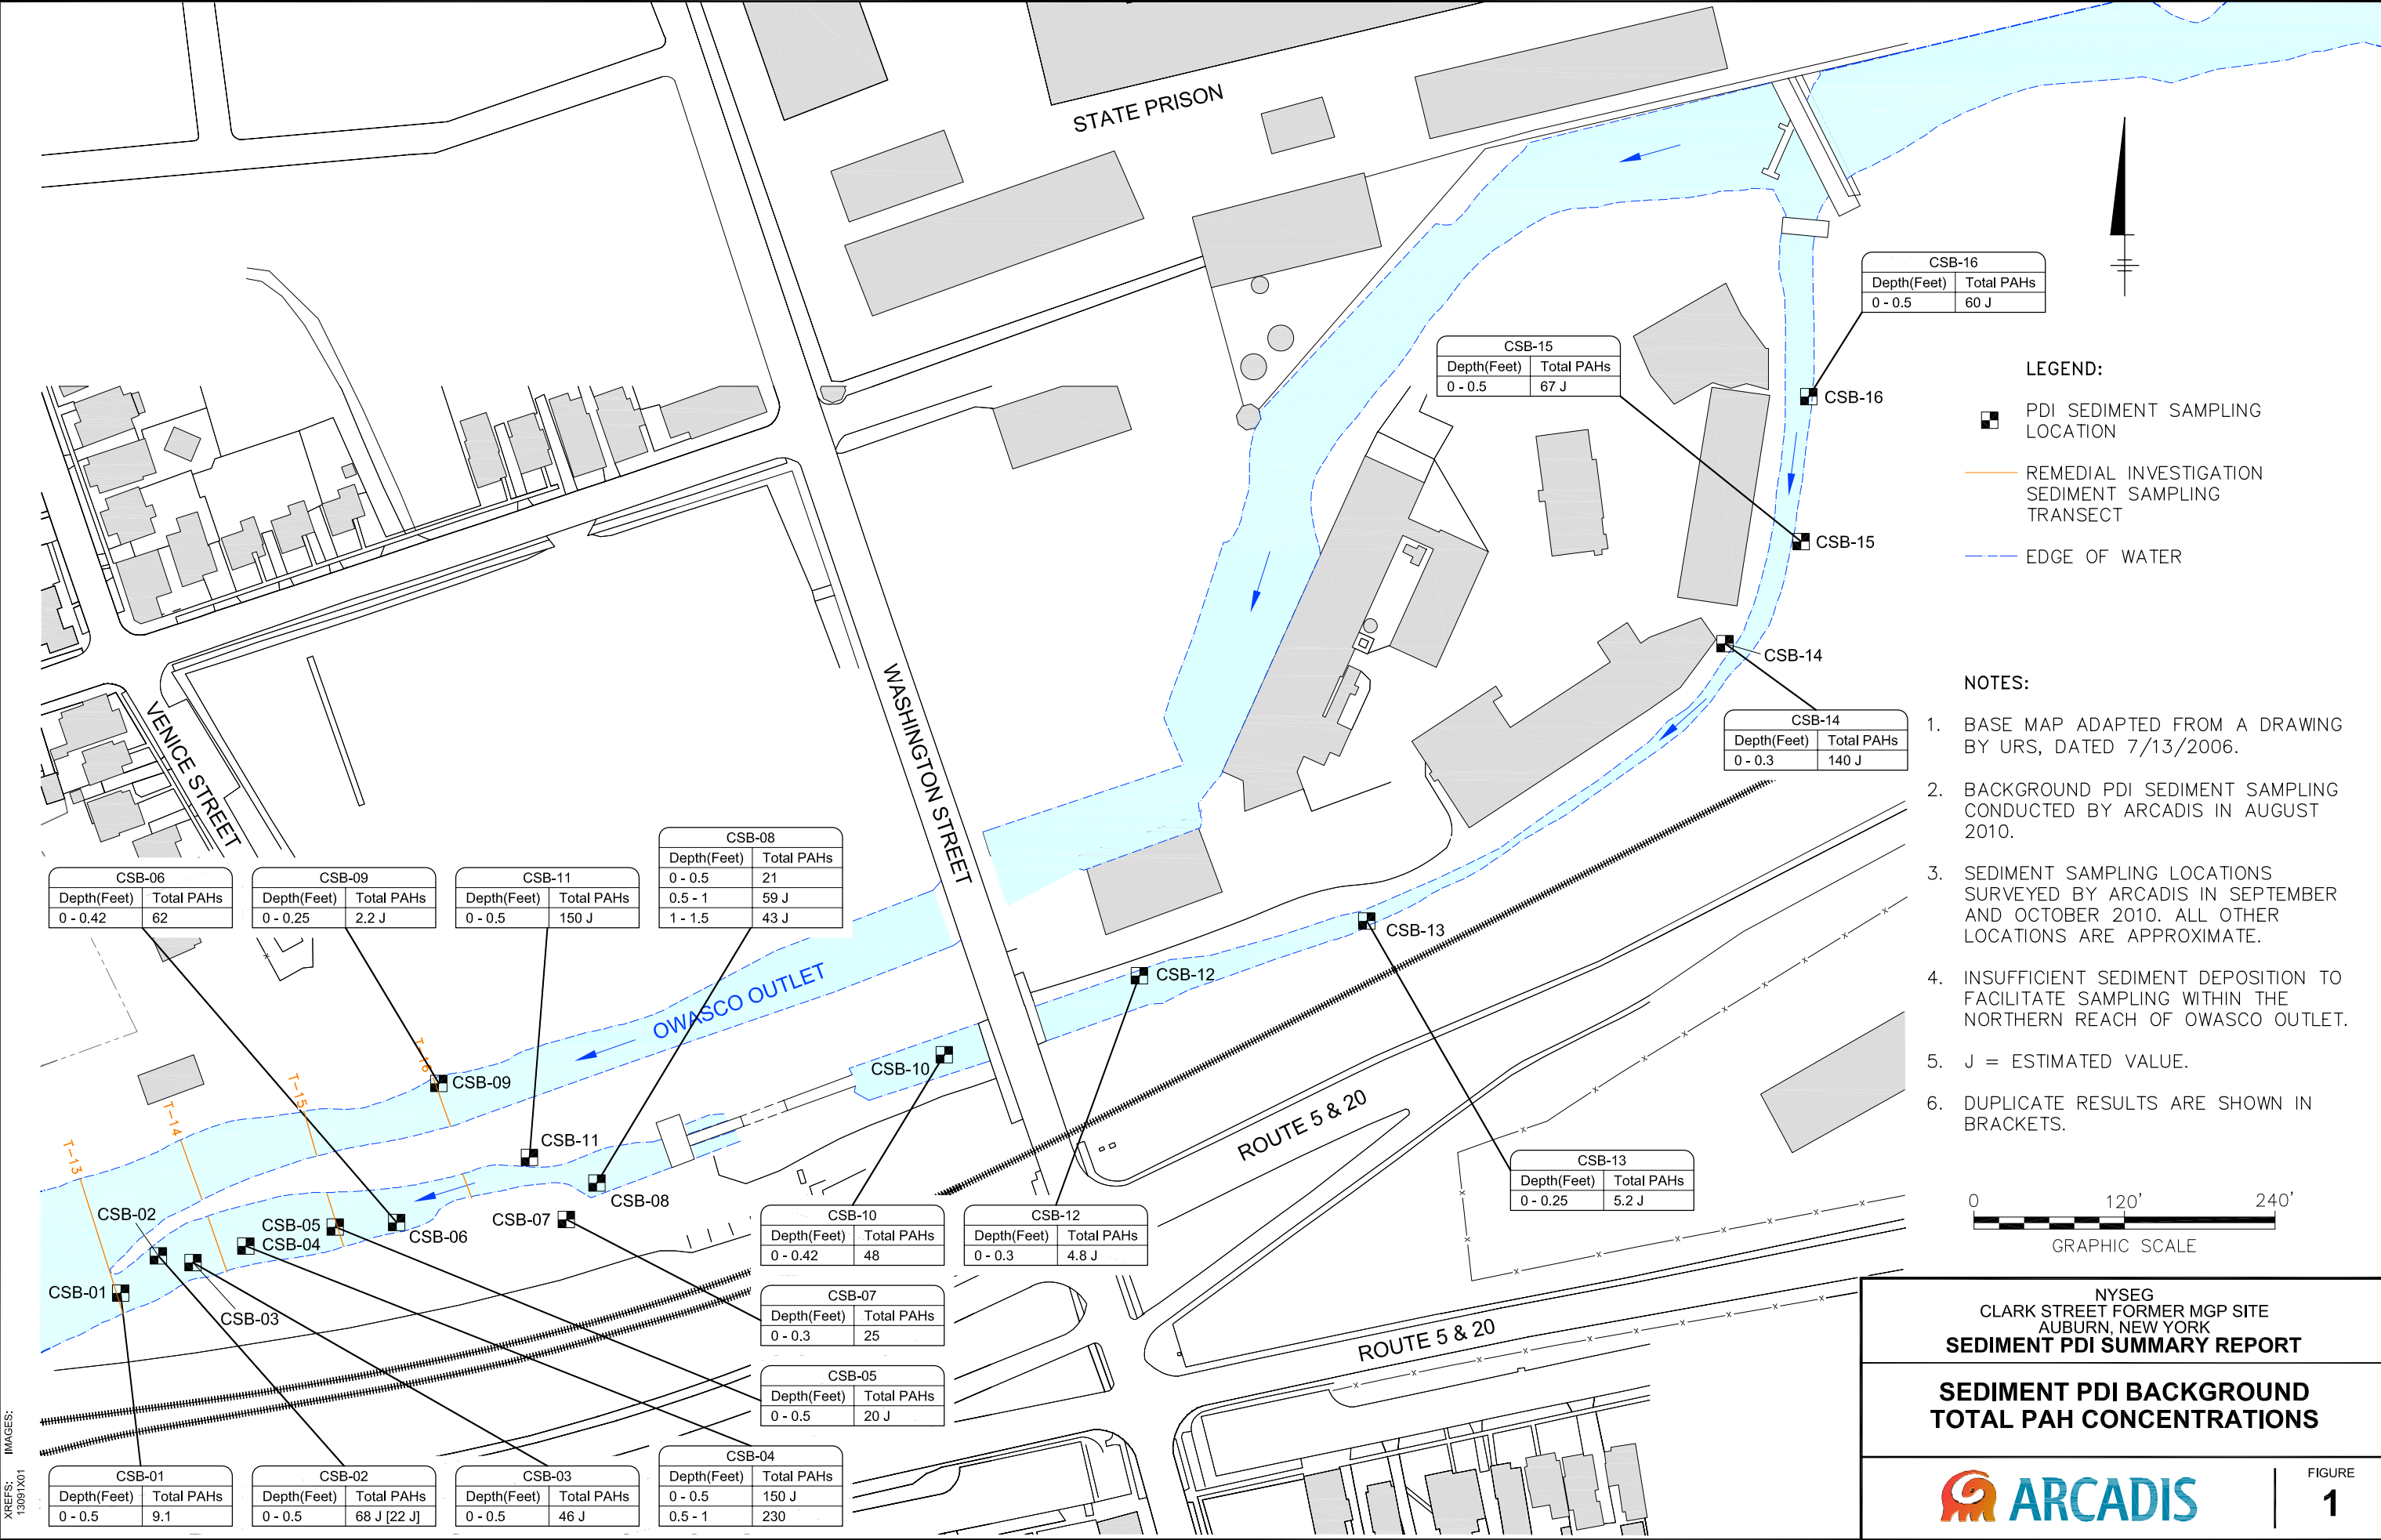 STATE PRISON
CSB-16
Depth(Feet) Total PAHs
0 - 0.5 60 J
CSB-15
Depth(Feet) Total PAHs
0 - 0.5 67 J
CSB-16
CSB-15
CSB-14
CSB-14
Depth(Feet) Total PAHs
0 - 0.3 140 J
LEGEND:
PDI SEDIMENT SAMPLING
LOCATION
REMEDIAL INVESTIGATION
SEDIMENT SAMPLING
TRANSECT
EDGE OF WATER
NOTES:
1. BASE MAP ADAPTED FROM A DRAWING
BY URS, DATED 7/13/2006.
2. BACKGROUND PDI SEDIMENT SAMPLING
CONDUCTED BY ARCADIS IN AUGUST
2010.
3. SEDIMENT SAMPLING LOCATIONS
SURVEYED BY ARCADIS IN SEPTEMBER
AND OCTOBER 2010. ALL OTHER
LOCATIONS ARE APPROXIMATE.
4. INSUFFICIENT SEDIMENT DEPOSITION TO
FACILITATE SAMPLING WITHIN THE
NORTHERN REACH OF OWASCO OUTLET.
5. J = ESTIMATED VALUE.
6. DUPLICATE RESULTS ARE SHOWN IN
BRACKETS.
0 120' 240'
GRAPHIC SCALE
VENICE STREET
WASHINGTON STREET
CSB-06
Depth(Feet) Total PAHs
0 - 0.42 62
CSB-09
Depth(Feet) Total PAHs
0 - 0.25 2.2 J
CSB-11
Depth(Feet) Total PAHs
0 - 0.5 150 J
CSB-08
Depth(Feet) Total PAHs
0 - 0.5 21
0.5 - 1 59 J
1 - 1.5 43 J
OWASCO OUTLET
CSB-13
CSB-12
CSB-10
CSB-09
CSB-11
CSB-08
CSB-07
CSB-06
CSB-05
CSB-04
CSB-02
CSB-01
CSB-03
T-13
T-14
T-15
T-16
ROUTE 5 & 20
ROUTE 5 & 20
CSB-13
Depth(Feet) Total PAHs
0 - 0.25 5.2 J
CSB-10
Depth(Feet) Total PAHs
0 - 0.42 48
CSB-12
Depth(Feet) Total PAHs
0 - 0.3 4.8 J
CSB-07
Depth(Feet) Total PAHs
0 - 0.3 25
CSB-05
Depth(Feet) Total PAHs
0 - 0.5 20 J
CSB-01
Depth(Feet) Total PAHs
0 - 0.5 9.1
CSB-02
Depth(Feet) Total PAHs
0 - 0.5 68 J [22 J]
CSB-03
Depth(Feet) Total PAHs
0 - 0.5 46 J
CSB-04
Depth(Feet) Total PAHs
0 - 0.5 150 J
0.5 - 1 230
XREFS: IMAGES:
13091X01
NYSEG
CLARK STREET FORMER MGP SITE
AUBURN, NEW YORK
SEDIMENT PDI SUMMARY REPORT
SEDIMENT PDI BACKGROUND
TOTAL PAH CONCENTRATIONS
ARCADIS
FIGURE
1